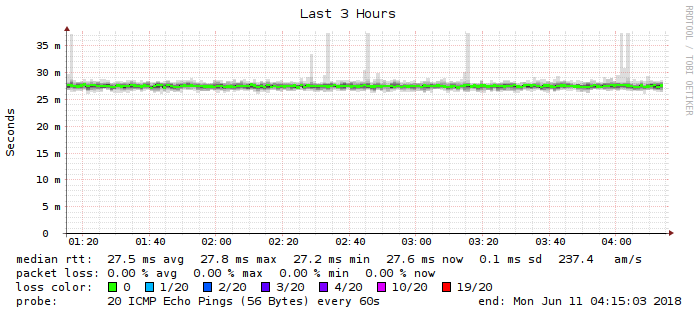 Last 3 Hours
RRDTOOL / TOBI OETIKER
Seconds
35 m
30 m
25 m
20 m
15 m
10 m
5 m
0
01:20 01:40 02:00 02:20 02:40 03:00 03:20 03:40 04:00
median rtt: 27.5 ms avg 27.8 ms max 27.2 ms min 27.6 ms now 0.1 ms sd 237.4 am/s
packet loss: 0.00 % avg 0.00 % max 0.00 % min 0.00 % now
loss color: 0 1/20 2/20 3/20 4/20 10/20 19/20
probe: 20 ICMP Echo Pings (56 Bytes) every 60s end: Mon Jun 11 04:15:03 2018